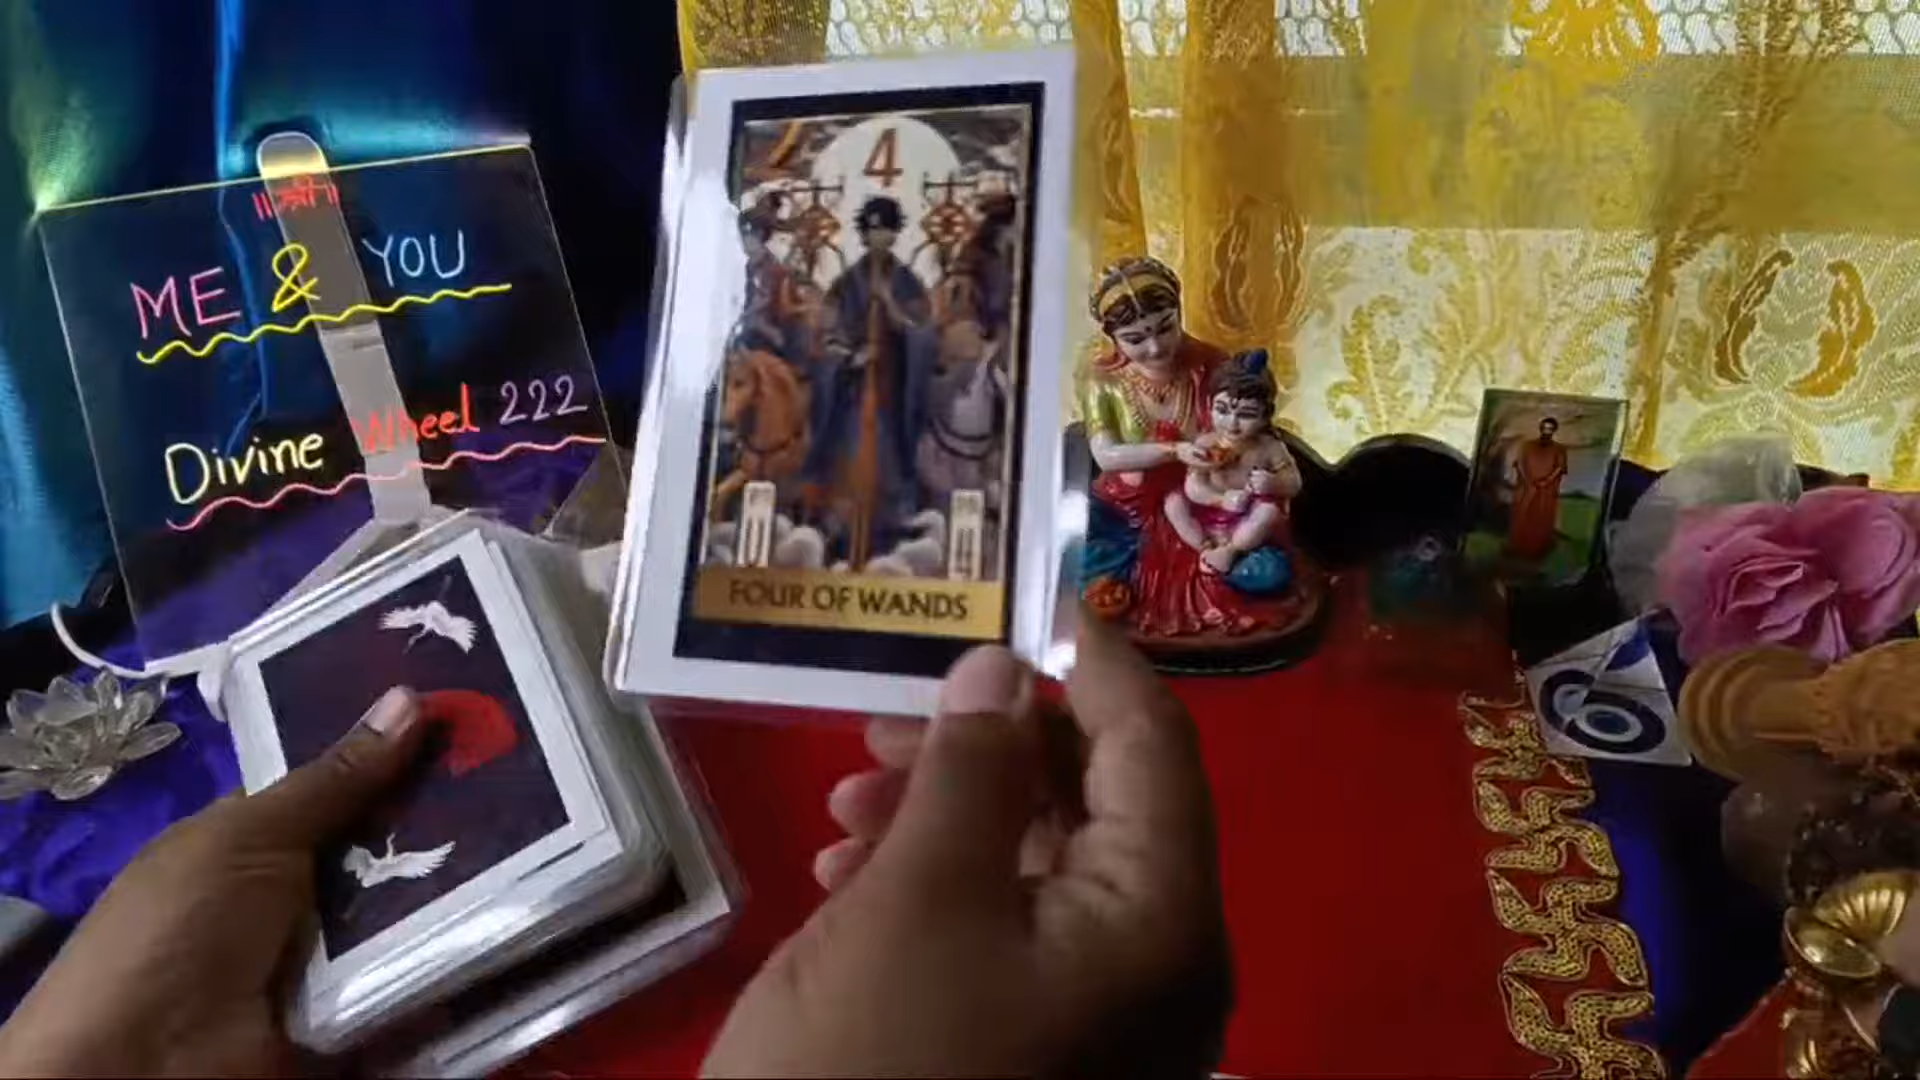 ॥श्री॥
ME & YOU
Divine Wheel 222
4
FOUR OF WANDS